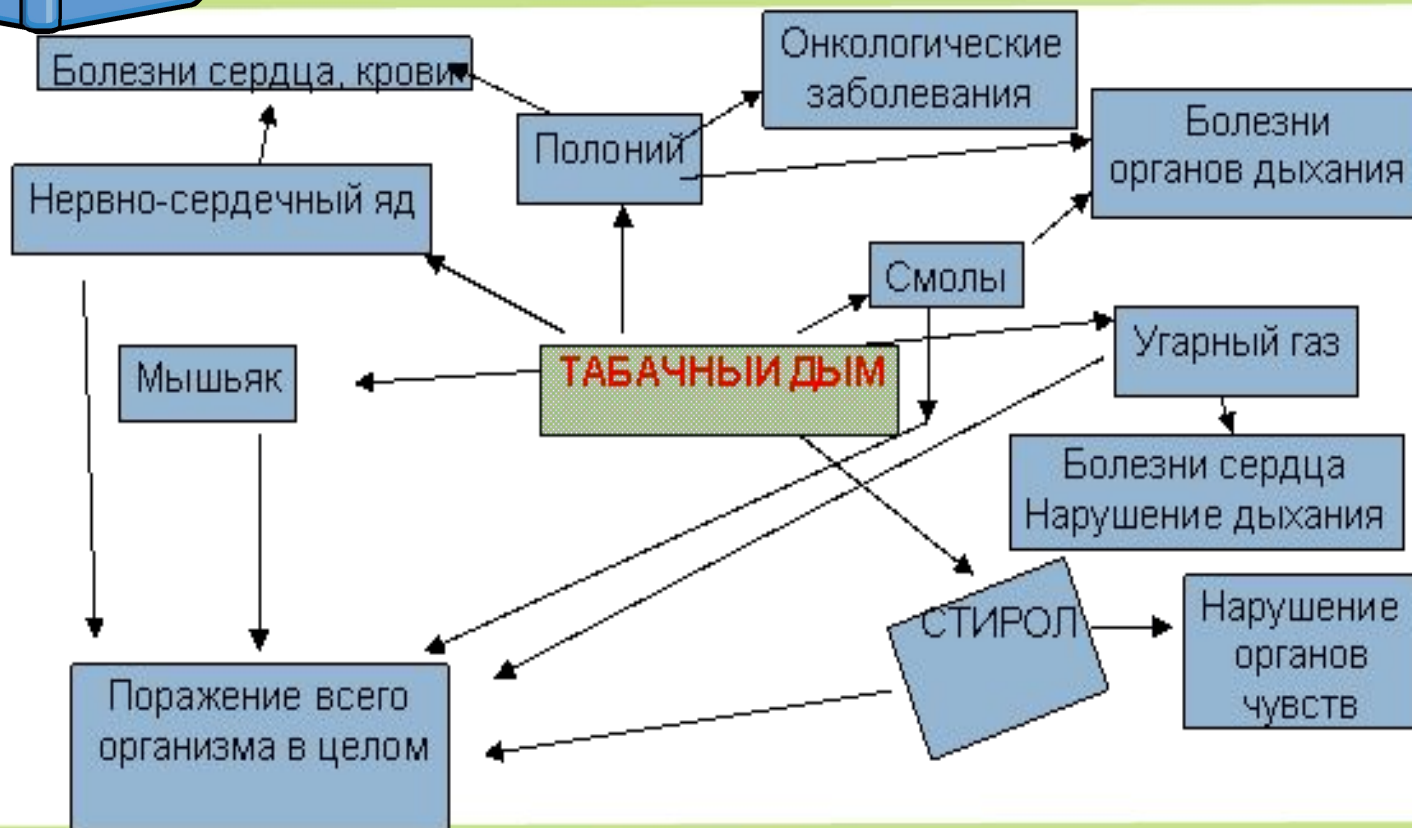 Онкологические
заболевания
Болезни сердца, крови
Болезни
органов дыхания
Полоний
Нервно-сердечный яд
Смолы
Угарный газ
ТАБАЧНЫЙ ДЫМ
Мышьяк
Болезни сердца
Нарушение дыхания
СТИРОЛ
Нарушение
органов
чувств
Поражение всего
организма в целом